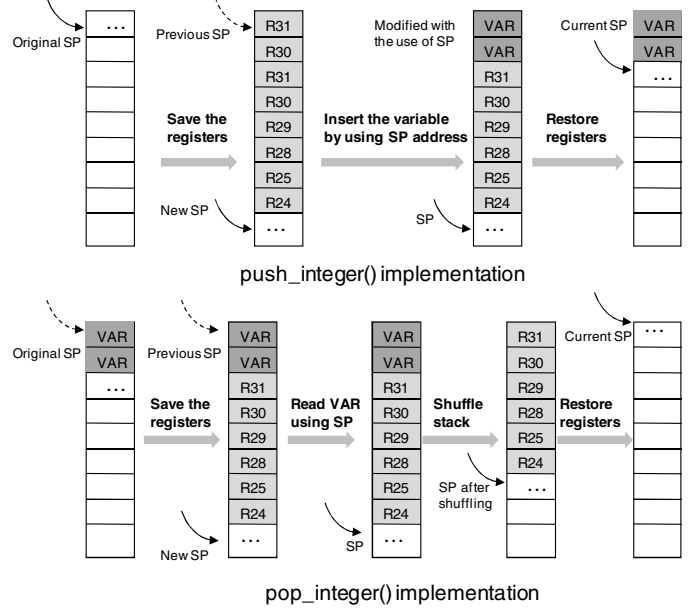 ...
Original SP
Previous SP
R31
R30
R31
R30
R29
R28
R25
R24
...
New SP
Save the
registers
Modified with
the use of SP
VAR
VAR
R31
R30
R29
R28
R25
R24
...
SP
Insert the variable
by using SP address
Current SP
VAR
VAR
...
Restore
registers
push_integer() implementation
Original SP
VAR
VAR
...
Save the
registers
Previous SP
VAR
VAR
R31
R30
R29
R28
R25
R24
...
New SP
Read VAR
using SP
VAR
VAR
R31
R30
R29
R28
R25
R24
...
SP
Shuffle
stack
R31
R30
R29
R28
R25
R24
...
SP after
shuffling
Restore
registers
Current SP
...
pop_integer() implementation